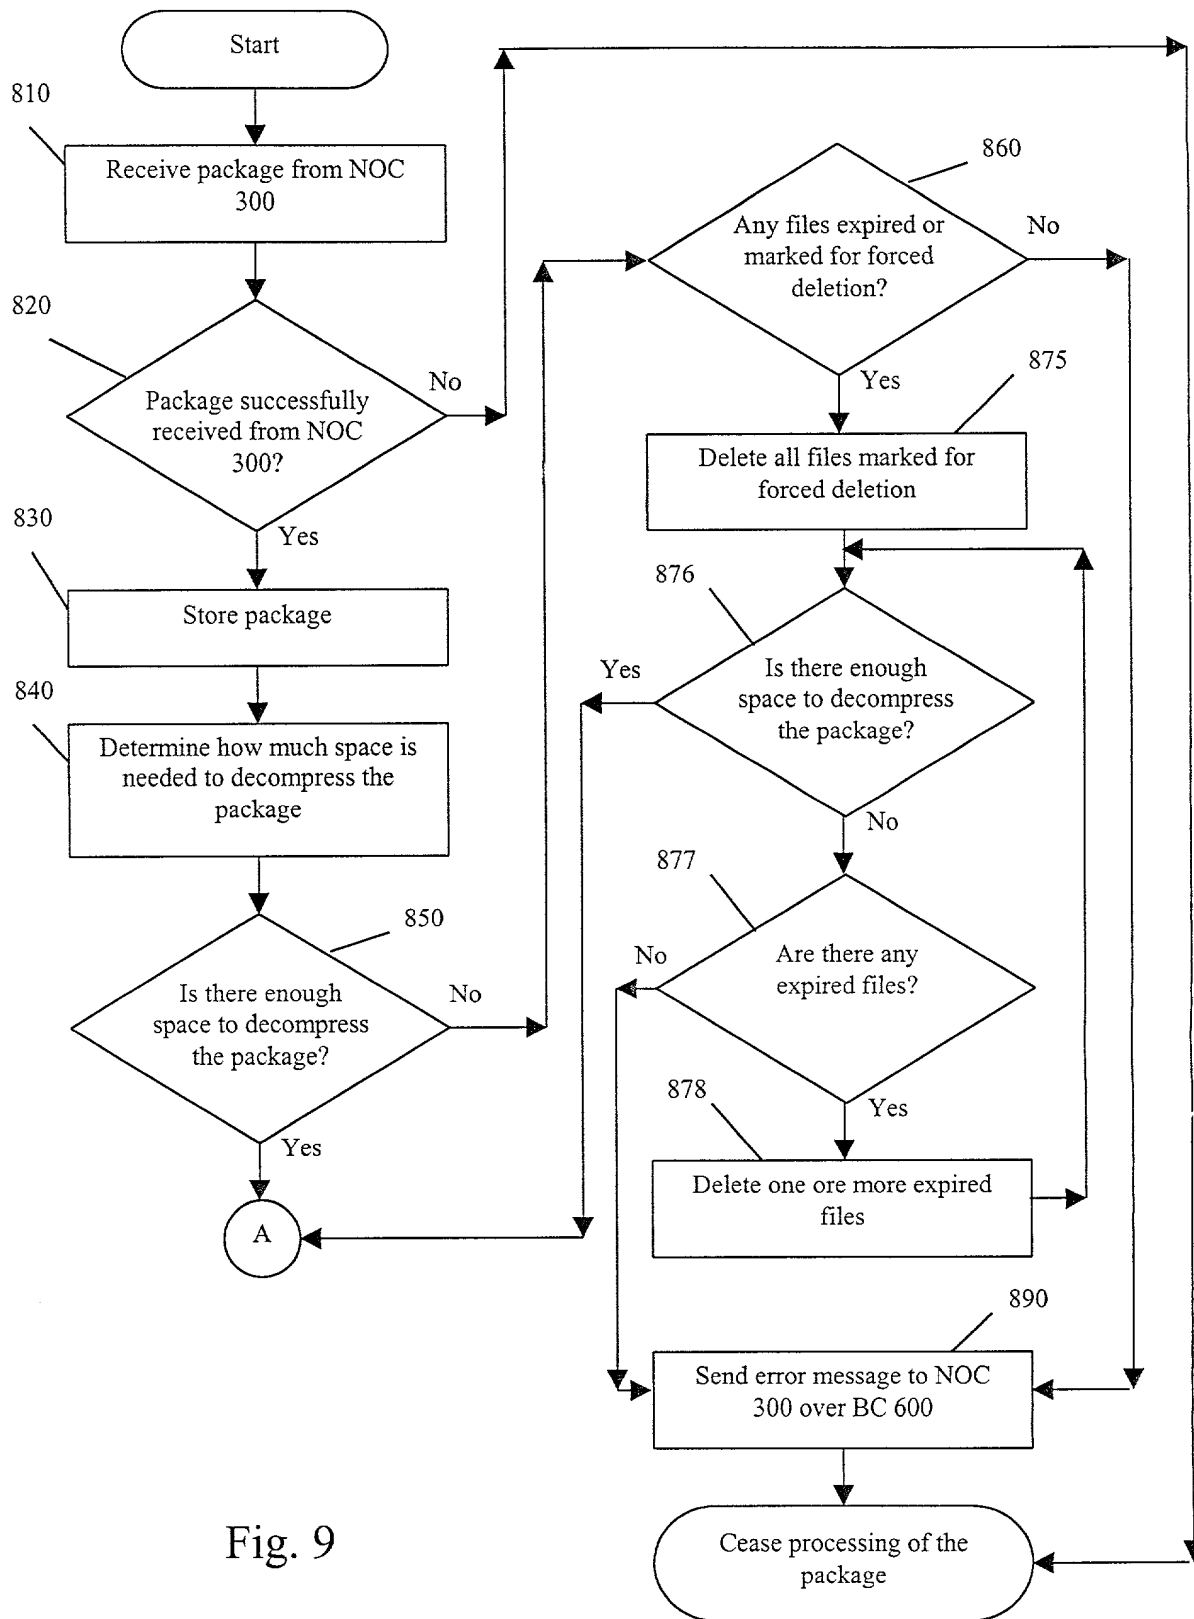 Start
810
Receive package from NOC
300
820
Package successfully
received from NOC
300?
No
Yes
830
Store package
840
Determine how much space is
needed to decompress the
package
850
Is there enough
space to decompress
the package?
No
Yes
A
860
Any files expired or
marked for forced
deletion?
No
Yes
875
Delete all files marked for
forced deletion
876
Is there enough
space to decompress
the package?
Yes
No
877
Are there any
expired files?
No
Yes
878
Delete one ore more expired
files
890
Send error message to NOC
300 over BC 600
Cease processing of the
package
Fig. 9